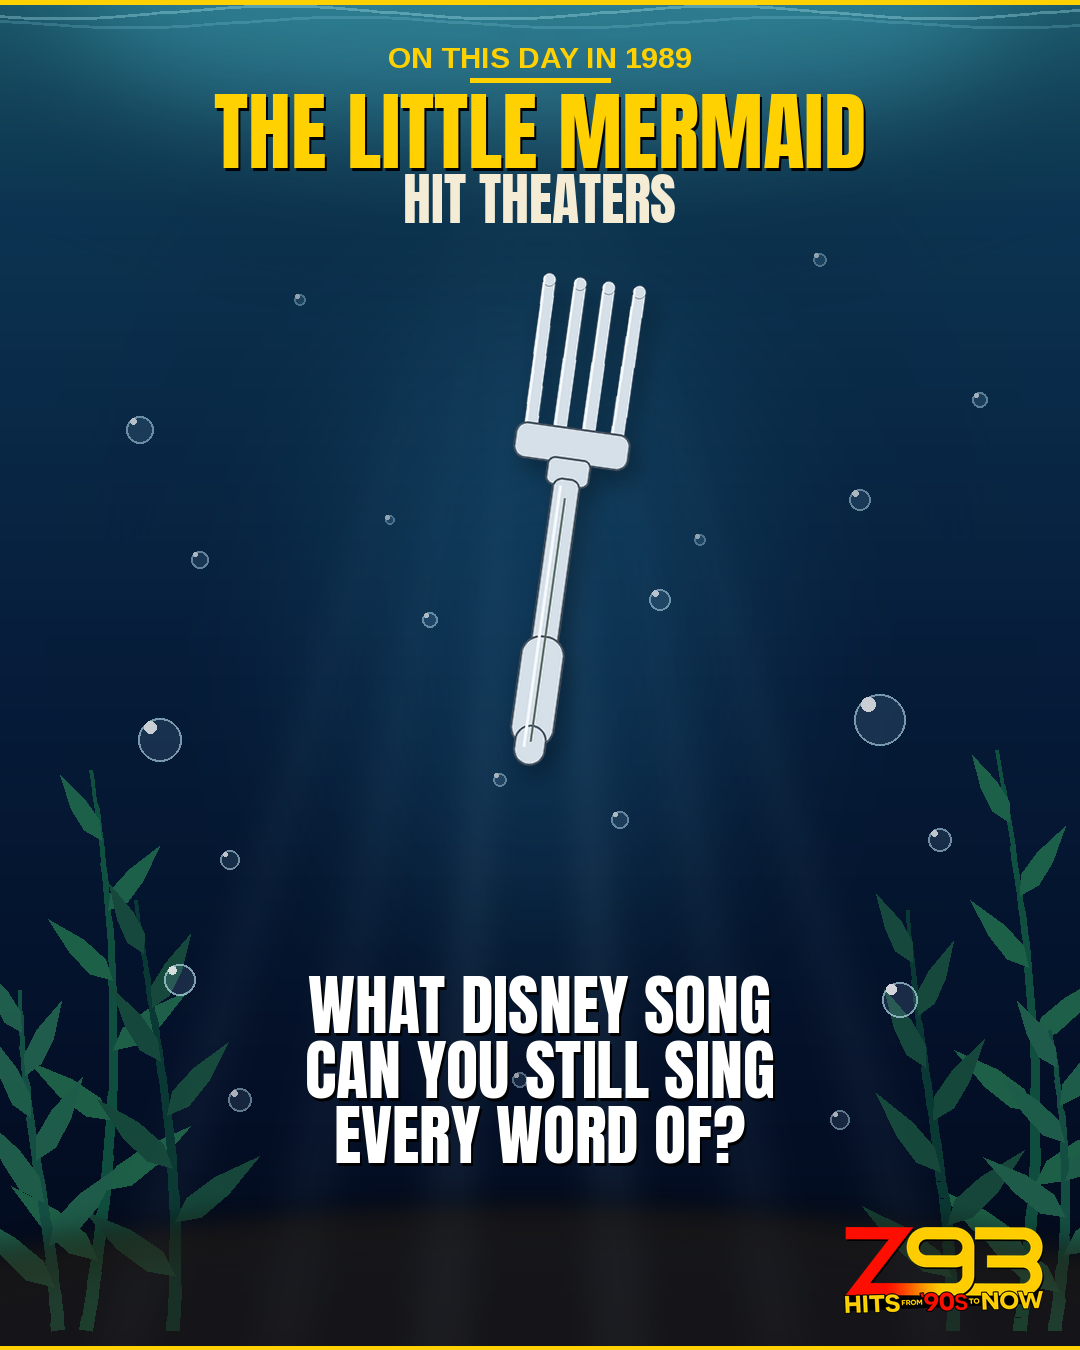 ON THIS DAY IN 1989
THE LITTLE MERMAID
HIT THEATERS
WHAT DISNEY SONG
CAN YOU STILL SING
EVERY WORD OF?
Z93
HITS FROM '90S TO NOW